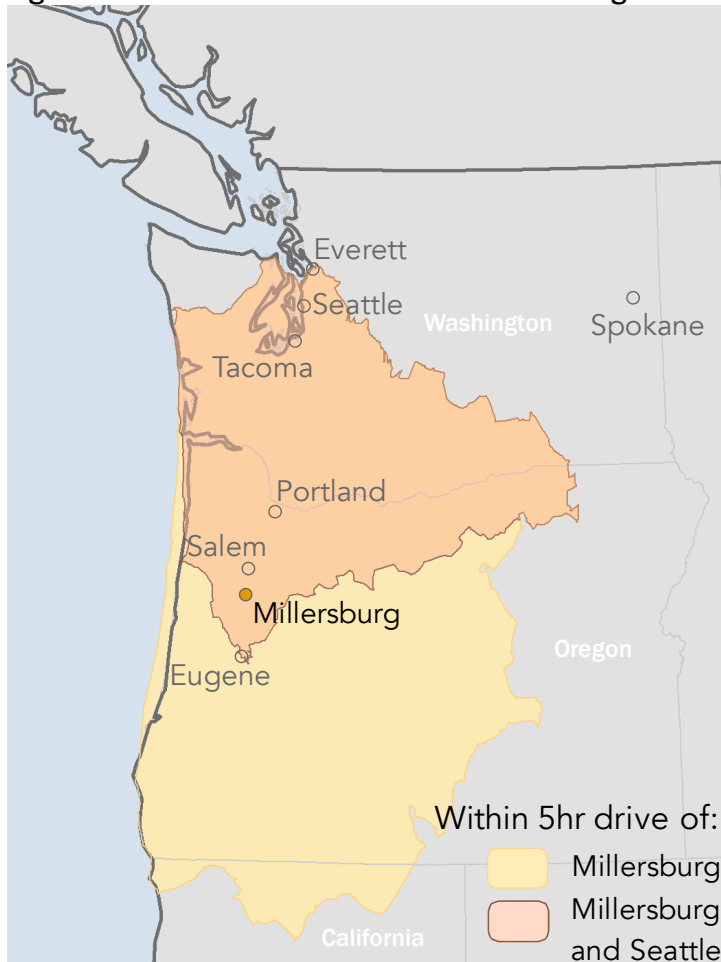 Everett
Seattle
Washington
Spokane
Tacoma
Portland
Salem
Millersburg
Oregon
Eugene
Within 5hr drive of:
Millersburg
Millersburg
and Seattle
California